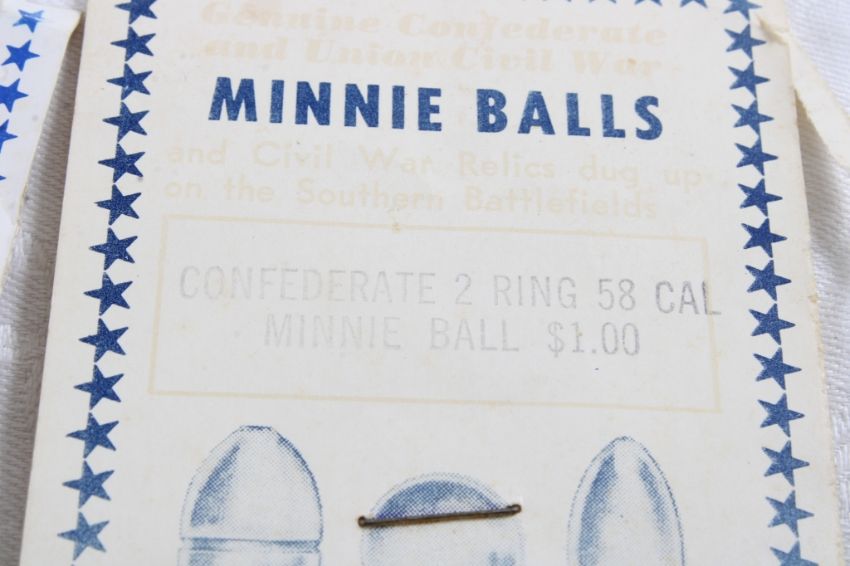 Genuine Confederate
and Union Civil War
MINNIE BALLS
and Civil War Relics dug up
on the Southern Battlefields
CONFEDERATE 2 RING 58 CAL
MINNIE BALL $1.00